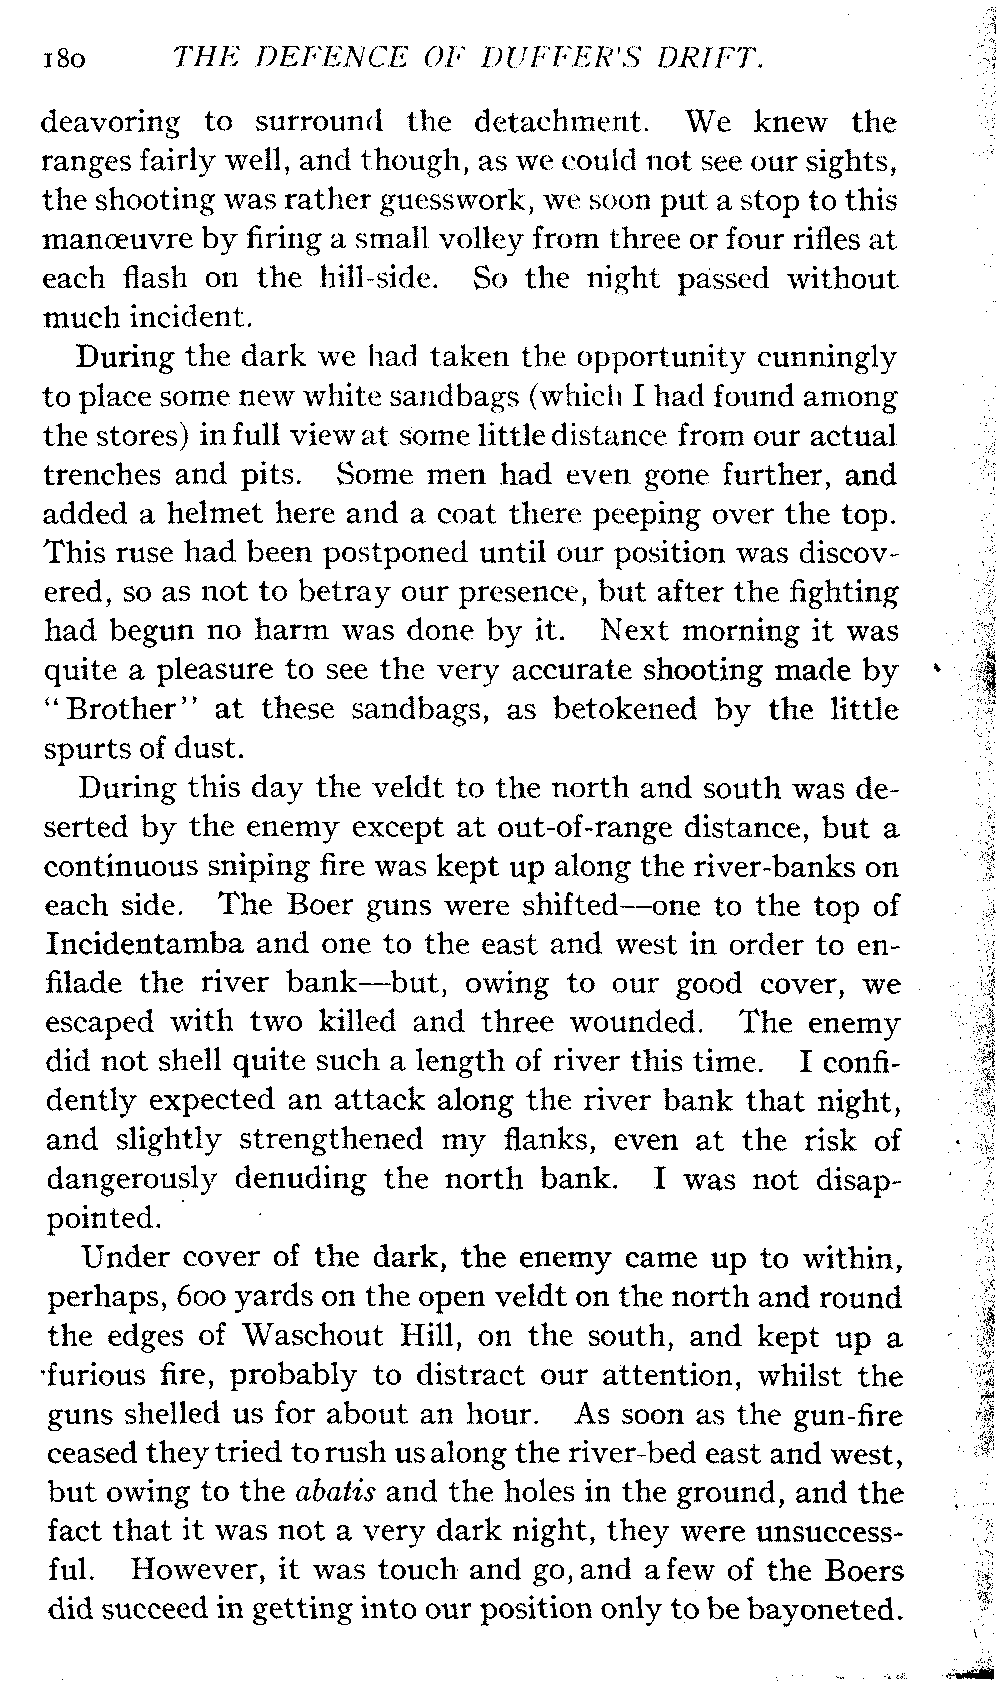 180 THE DEFENCE OF DUFFER'S DRIFT.
deavoring to surround the detachment. We knew the
ranges fairly well, and though, as we could not see our sights,
the shooting was rather guesswork, we soon put a stop to this
manœuvre by firing a small volley from three or four rifles at
each flash on the hill-side. So the night passed without
much incident.
During the dark we had taken the opportunity cunningly
to place some new white sandbags (which I had found among
the stores) in full view at some little distance from our actual
trenches and pits. Some men had even gone further, and
added a helmet here and a coat there peeping over the top.
This ruse had been postponed until our position was discov-
ered, so as not to betray our presence, but after the fighting
had begun no harm was done by it. Next morning it was
quite a pleasure to see the very accurate shooting made by
"Brother" at these sandbags, as betokened by the little
spurts of dust.
During this day the veldt to the north and south was de-
serted by the enemy except at out-of-range distance, but a
continuous sniping fire was kept up along the river-banks on
each side. The Boer guns were shifted—one to the top of
Incidentamba and one to the east and west in order to en-
filade the river bank—but, owing to our good cover, we
escaped with two killed and three wounded. The enemy
did not shell quite such a length of river this time. I confi-
dently expected an attack along the river bank that night,
and slightly strengthened my flanks, even at the risk of
dangerously denuding the north bank. I was not disap-
pointed.
Under cover of the dark, the enemy came up to within,
perhaps, 600 yards on the open veldt on the north and round
the edges of Waschout Hill, on the south, and kept up a
furious fire, probably to distract our attention, whilst the
guns shelled us for about an hour. As soon as the gun-fire
ceased they tried to rush us along the river-bed east and west,
but owing to the abatis and the holes in the ground, and the
fact that it was not a very dark night, they were unsuccess-
ful. However, it was touch and go, and a few of the Boers
did succeed in getting into our position only to be bayoneted.